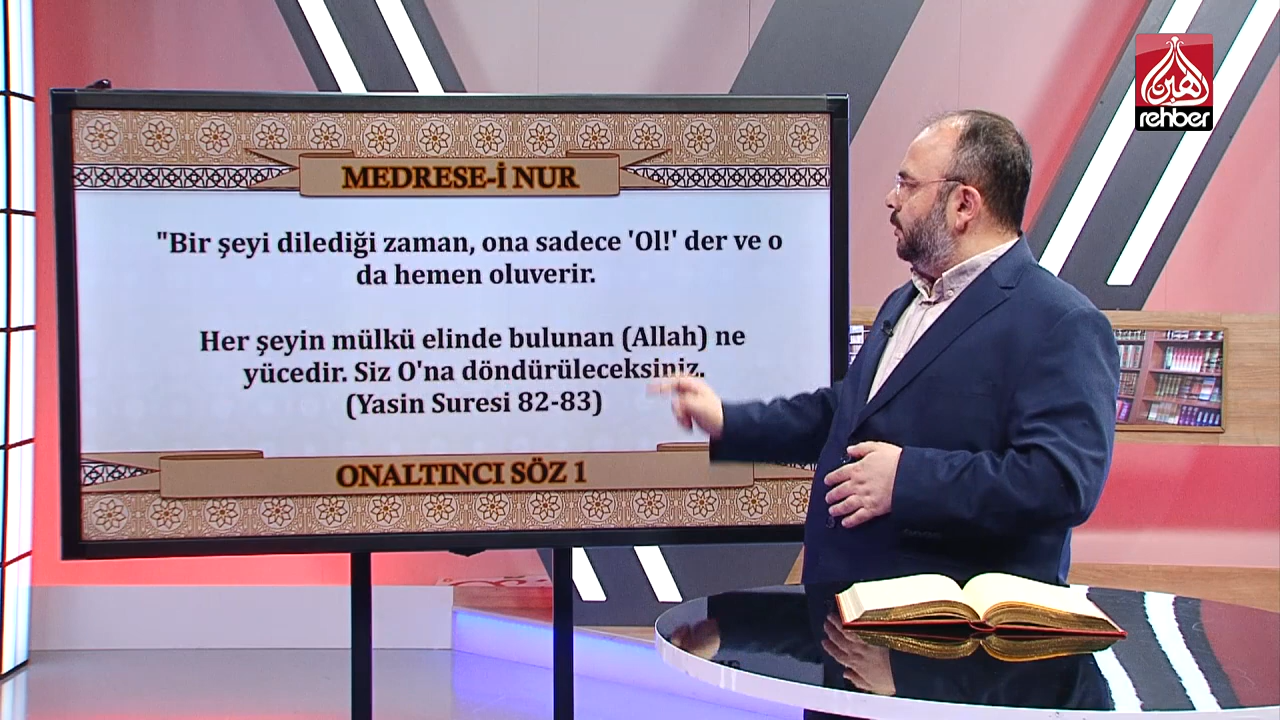 رهبر
rehber
MEDRESE-İ NUR
"Bir şeyi dilediği zaman, ona sadece 'Ol!' der ve o
da hemen oluverir.
Her şeyin mülkü elinde bulunan (Allah) ne
yücedir. Siz O'na döndürüleceksiniz.
(Yasin Suresi 82-83)
ONALTINCI SÖZ 1